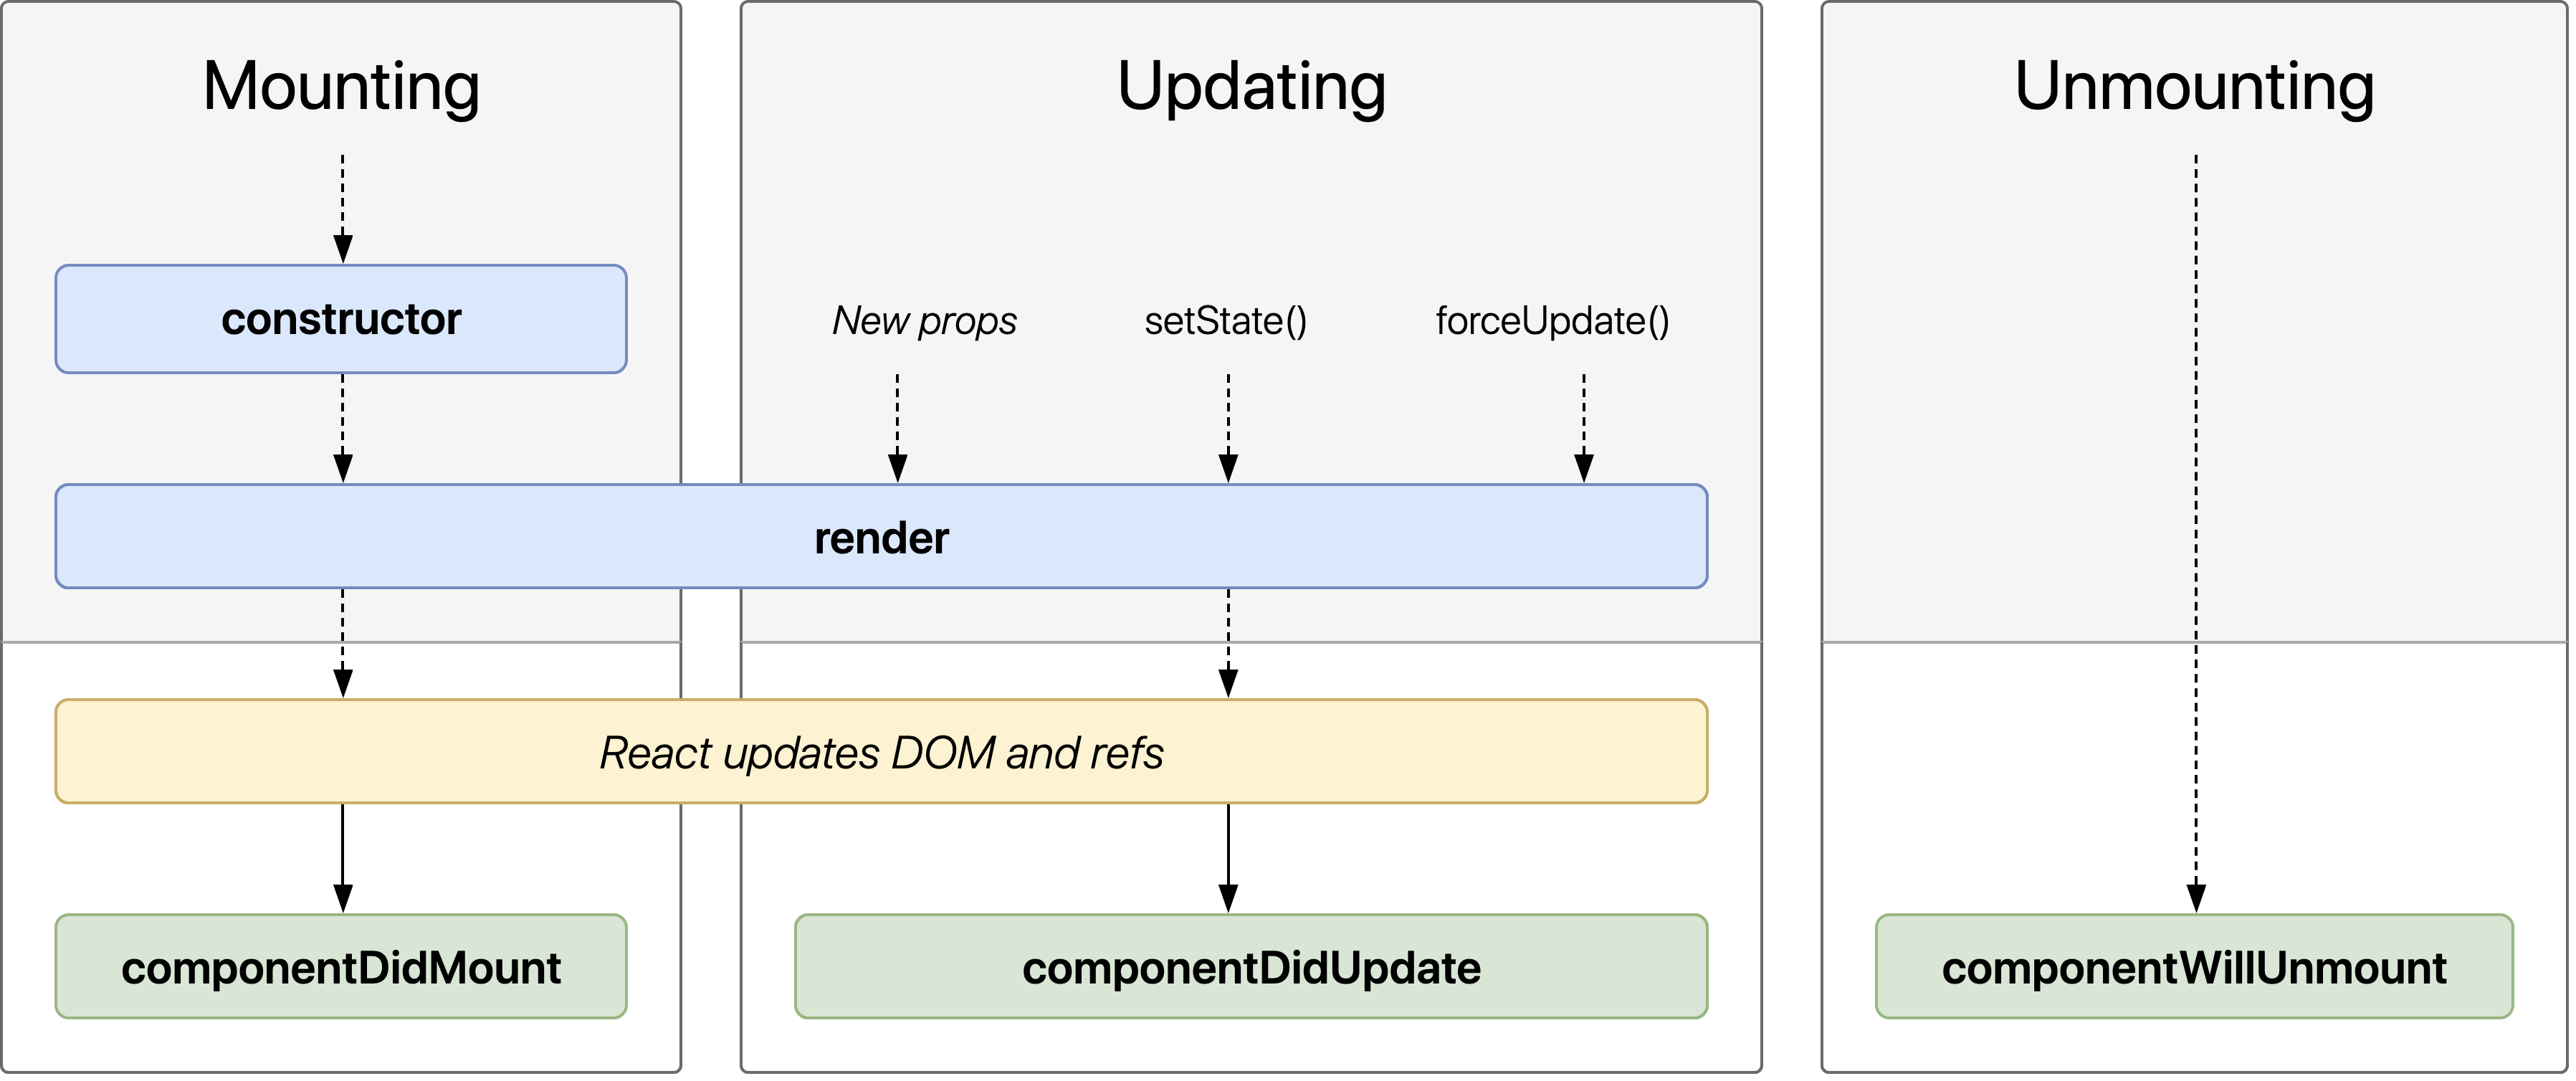 Mounting
Updating
Unmounting
constructor
New props
setState()
forceUpdate()
render
React updates DOM and refs
componentDidMount
componentDidUpdate
componentWillUnmount